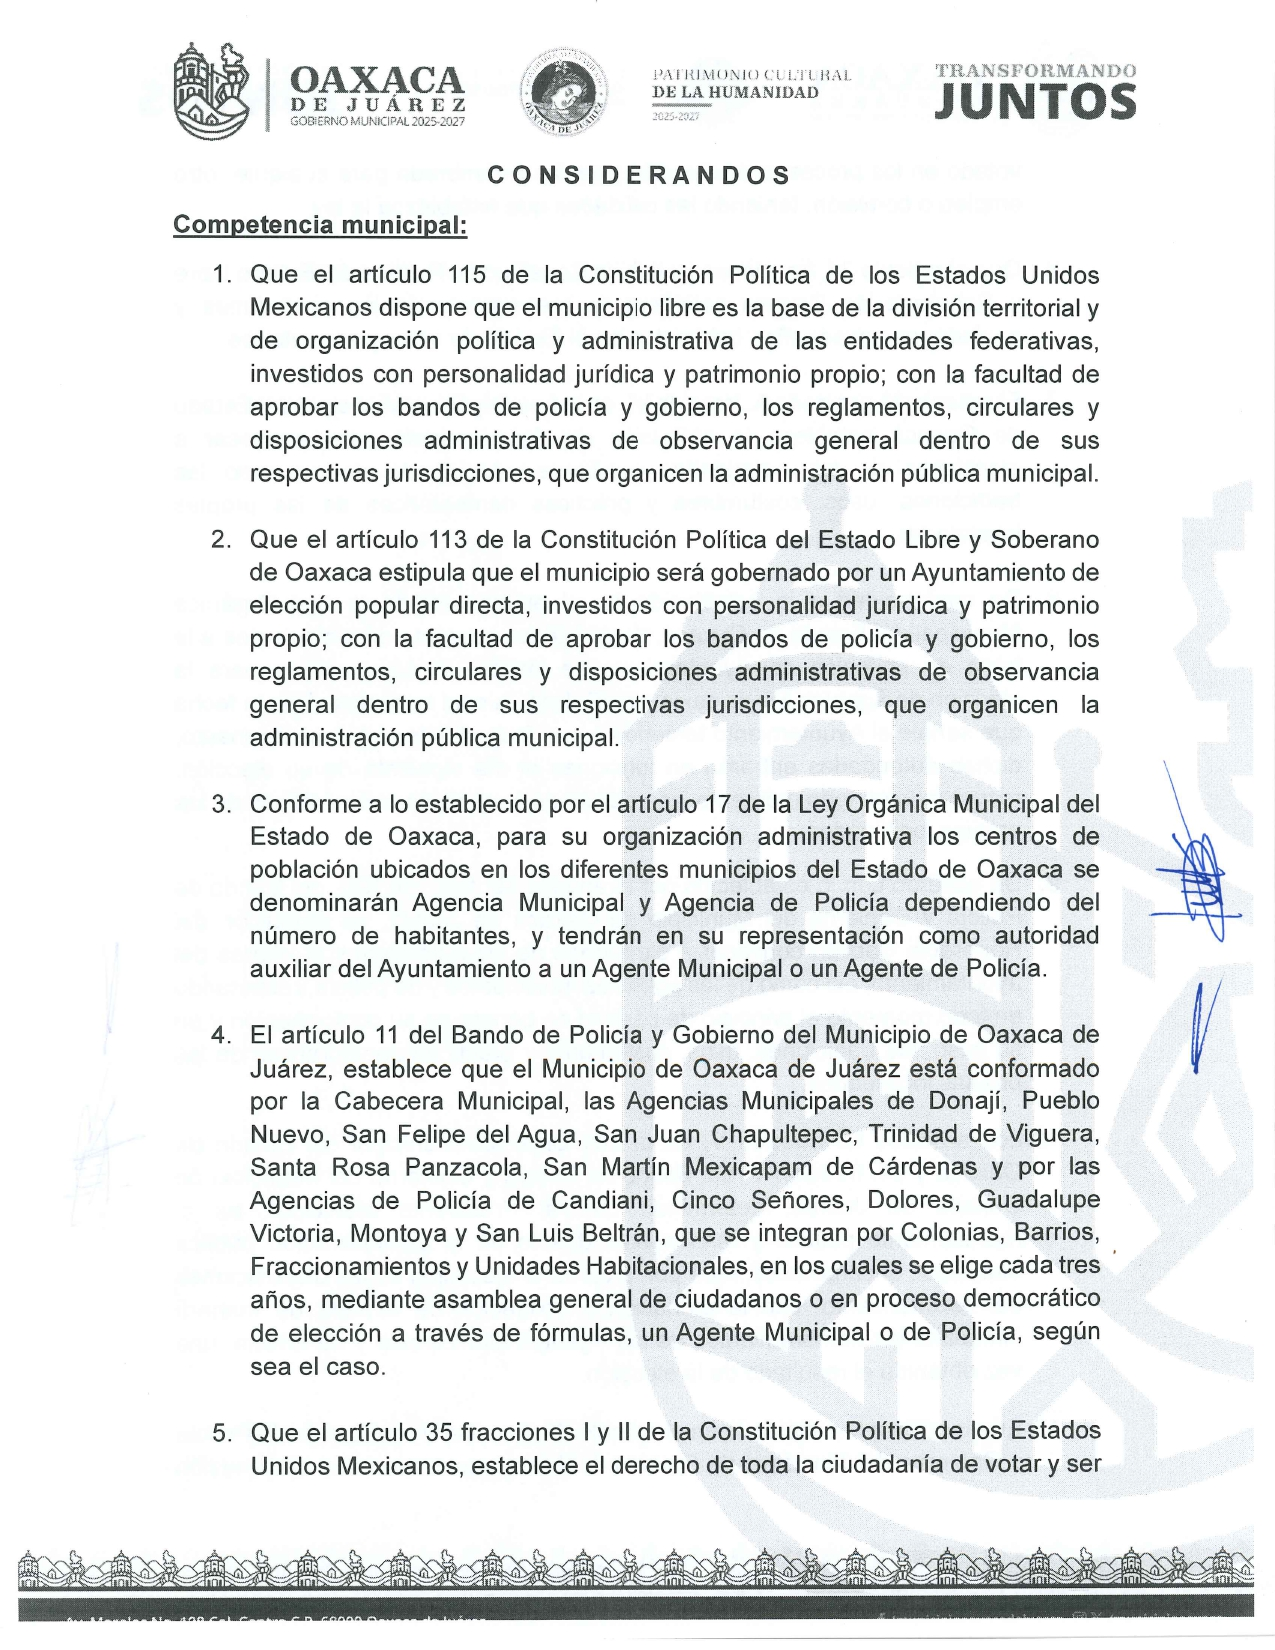 OAXACA
DE JUÁREZ
GOBIERNO MUNICIPAL 2025-2027
PATRIMONIO CULTURAL
DE LA HUMANIDAD
2025-2027
TRANSFORMANDO
JUNTOS
CONSIDERANDOS
Competencia municipal:
1. Que el artículo 115 de la Constitución Política de los Estados Unidos
Mexicanos dispone que el municipio libre es la base de la división territorial y
de organización política y administrativa de las entidades federativas,
investidos con personalidad jurídica y patrimonio propio; con la facultad de
aprobar los bandos de policía y gobierno, los reglamentos, circulares y
disposiciones administrativas de observancia general dentro de sus
respectivas jurisdicciones, que organicen la administración pública municipal.
2. Que el artículo 113 de la Constitución Política del Estado Libre y Soberano
de Oaxaca estipula que el municipio será gobernado por un Ayuntamiento de
elección popular directa, investidos con personalidad jurídica y patrimonio
propio; con la facultad de aprobar los bandos de policía y gobierno, los
reglamentos, circulares y disposiciones administrativas de observancia
general dentro de sus respectivas jurisdicciones, que organicen la
administración pública municipal.
3. Conforme a lo establecido por el artículo 17 de la Ley Orgánica Municipal del
Estado de Oaxaca, para su organización administrativa los centros de
población ubicados en los diferentes municipios del Estado de Oaxaca se
denominarán Agencia Municipal y Agencia de Policía dependiendo del
número de habitantes, y tendrán en su representación como autoridad
auxiliar del Ayuntamiento a un Agente Municipal o un Agente de Policía.
4. El artículo 11 del Bando de Policía y Gobierno del Municipio de Oaxaca de
Juárez, establece que el Municipio de Oaxaca de Juárez está conformado
por la Cabecera Municipal, las Agencias Municipales de Donají, Pueblo
Nuevo, San Felipe del Agua, San Juan Chapultepec, Trinidad de Viguera,
Santa Rosa Panzacola, San Martín Mexicapam de Cárdenas y por las
Agencias de Policía de Candiani, Cinco Señores, Dolores, Guadalupe
Victoria, Montoya y San Luis Beltrán, que se integran por Colonias, Barrios,
Fraccionamientos y Unidades Habitacionales, en los cuales se elige cada tres
años, mediante asamblea general de ciudadanos o en proceso democrático
de elección a través de fórmulas, un Agente Municipal o de Policía, según
sea el caso.
5. Que el artículo 35 fracciones I y II de la Constitución Política de los Estados
Unidos Mexicanos, establece el derecho de toda la ciudadanía de votar y ser